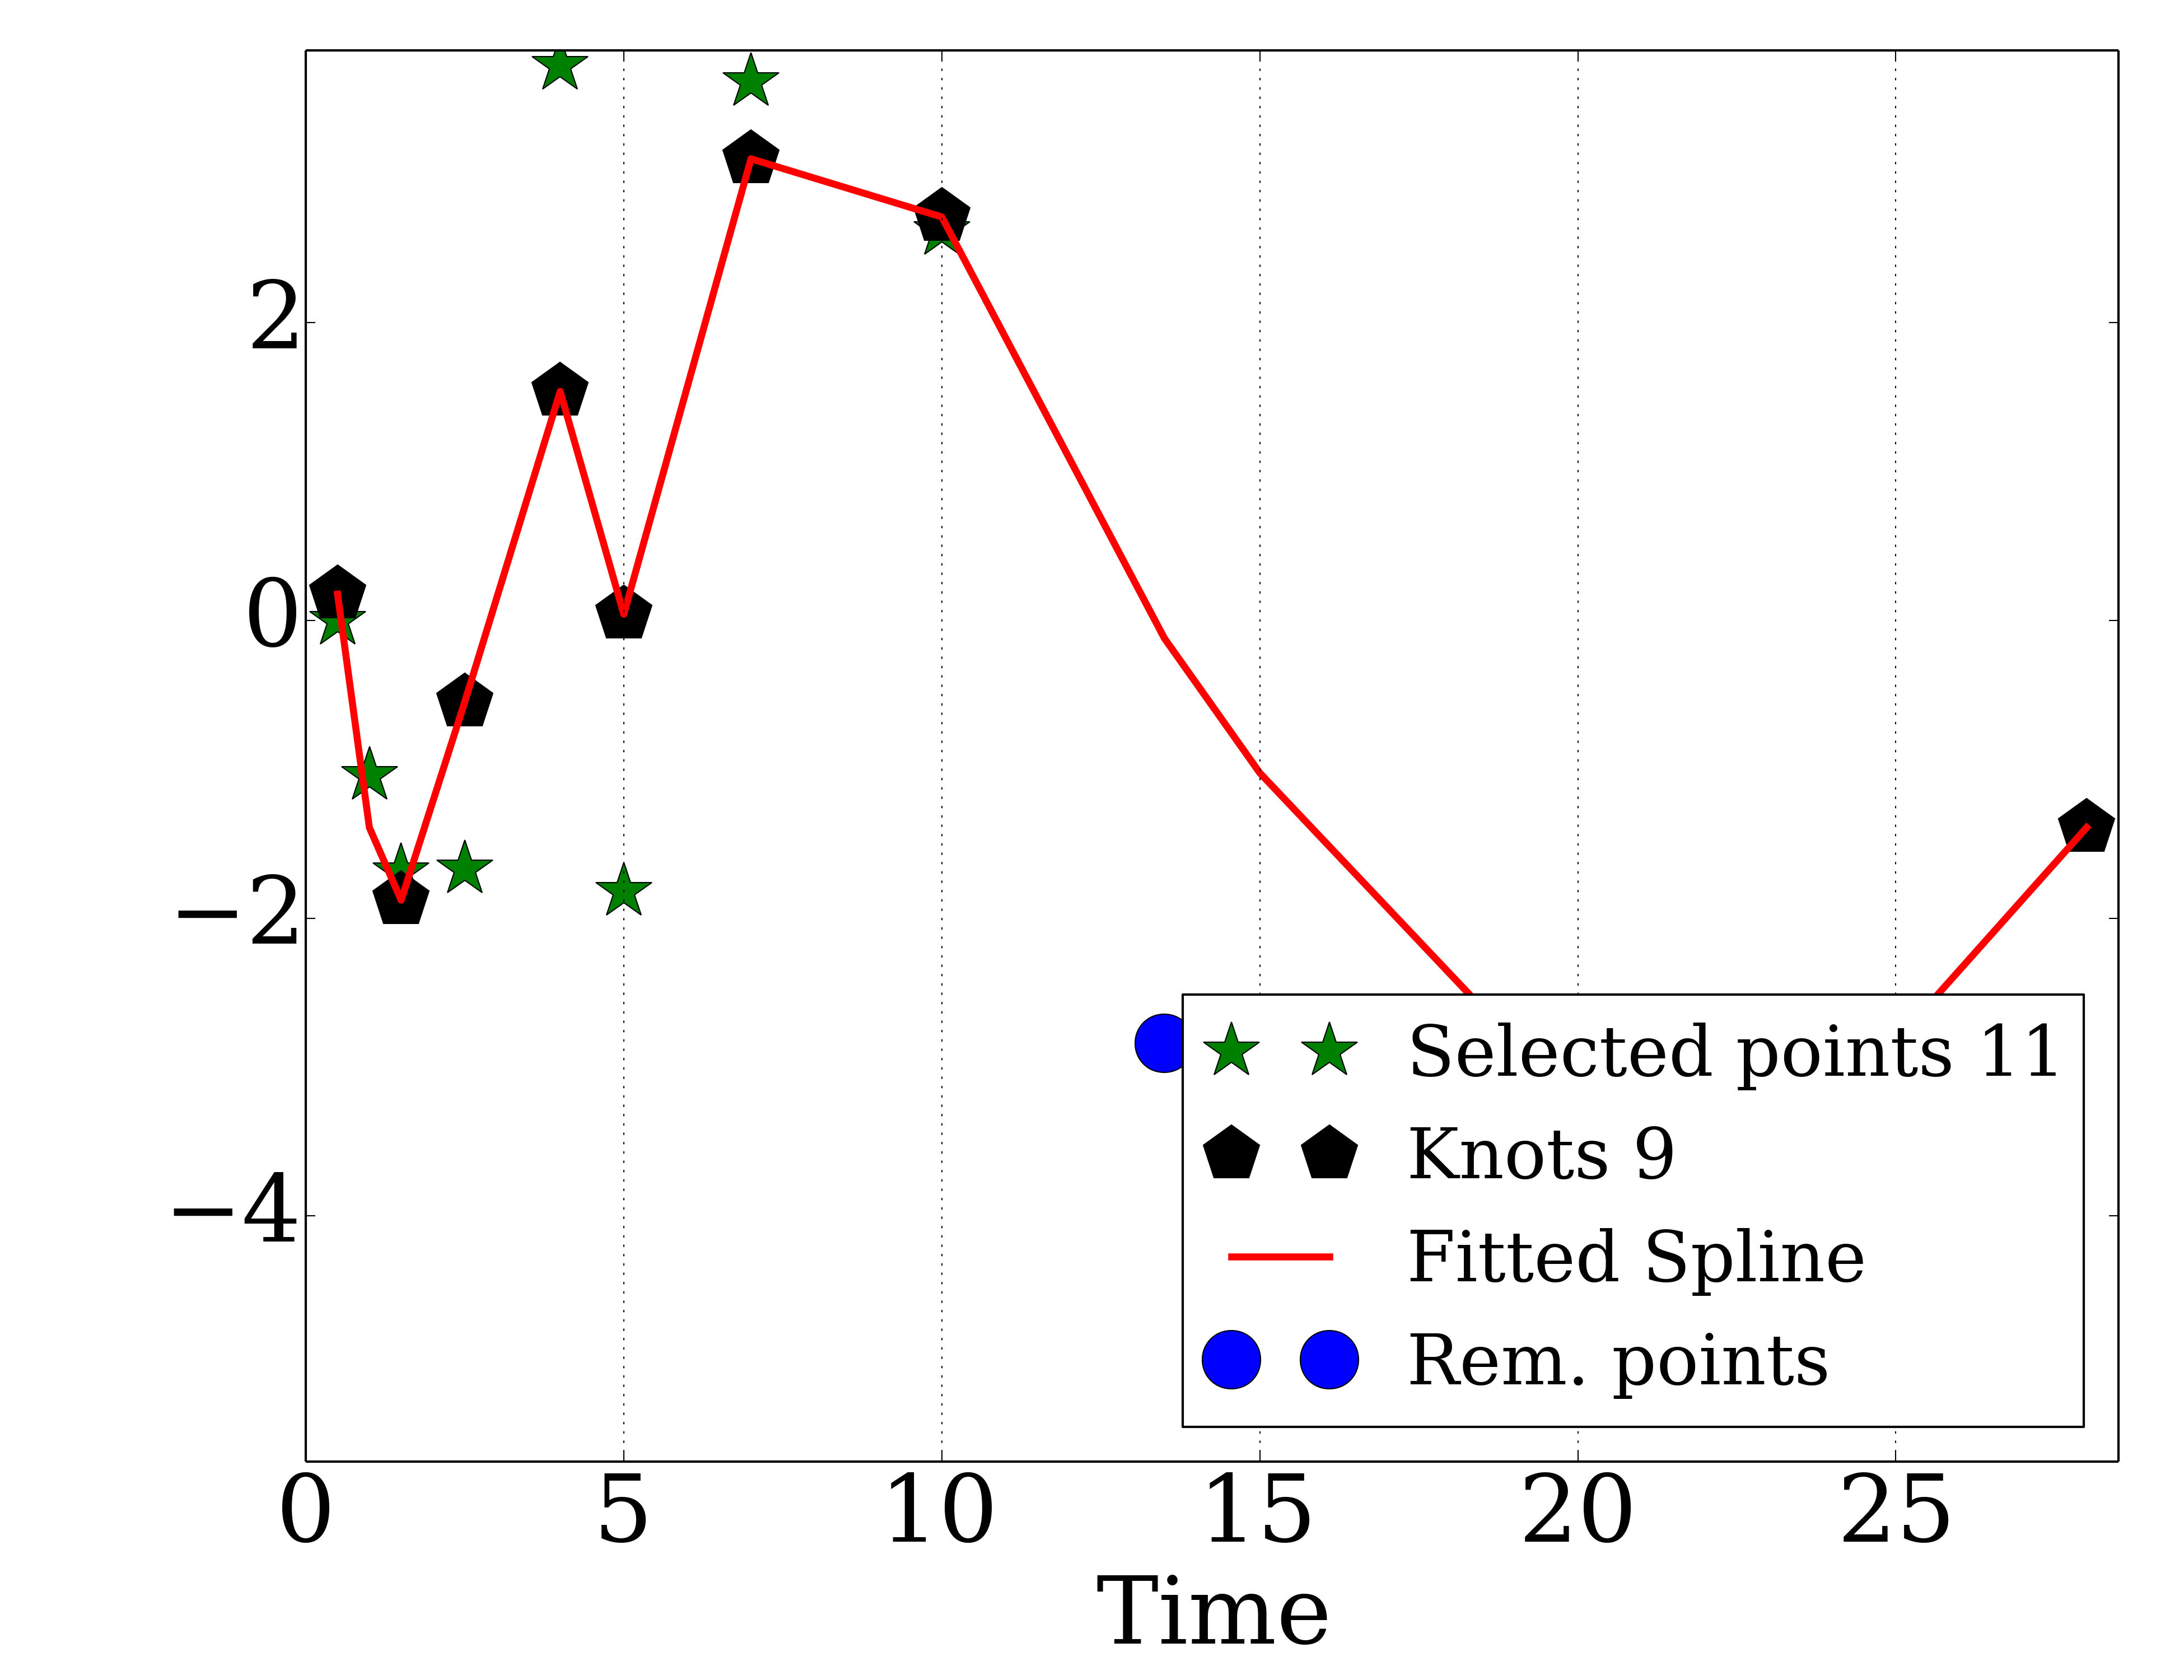 2
0
−2
−4
Selected points 11
Knots 9
Fitted Spline
Rem. points
0 5 10 15 20 25
Time